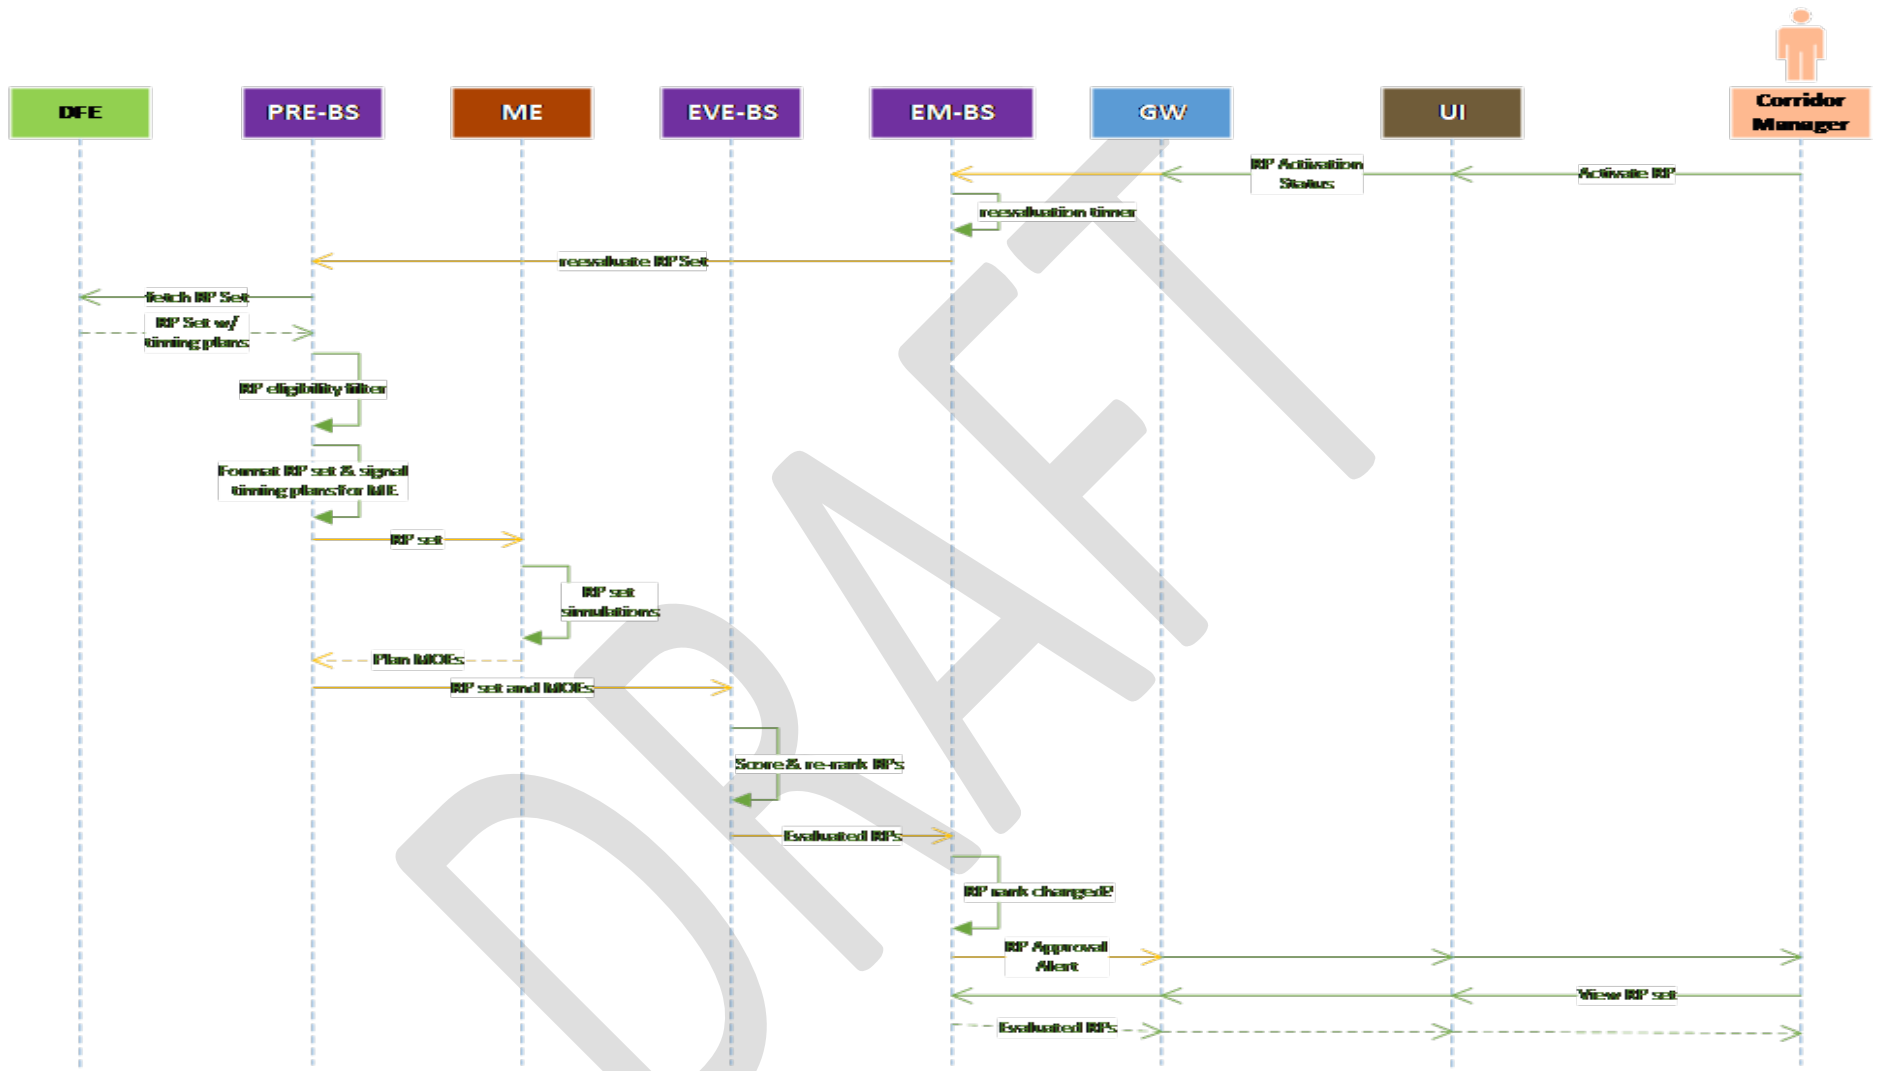 DFE
PRE-BS
ME
EVE-BS
EM-BS
GW
UI
Corridor
Manager
RP Activation
Status
Activate RP
reevaluation timer
reevaluate RP Set
fetch RP Set
RP Set w/
timing plans
RP eligibility filter
Format RP set & signal
timing plans for ME
RP set
RP set
simulations
Plan MOEs
RP set and MOEs
Score & re-rank RPs
Evaluated RPs
RP rank changed?
RP Approval
Alert
View RP set
Evaluated RPs
DRAFT